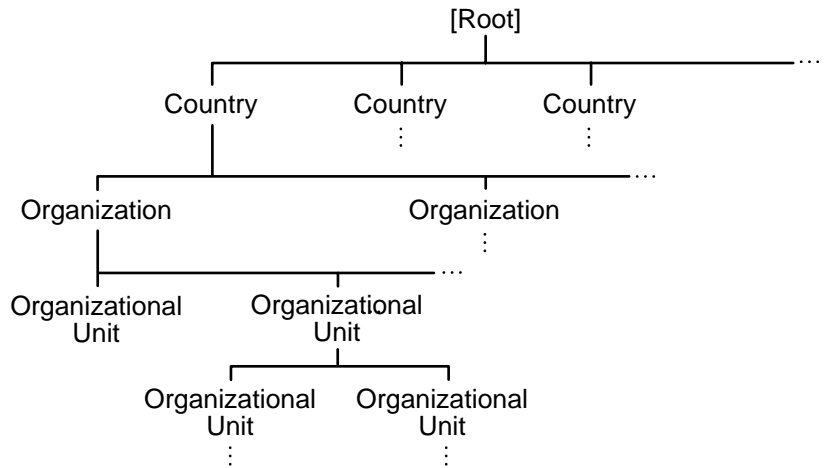 [Root]
Country Country Country
Organization Organization
Organizational Organizational
Unit Unit
Organizational Organizational
Unit Unit